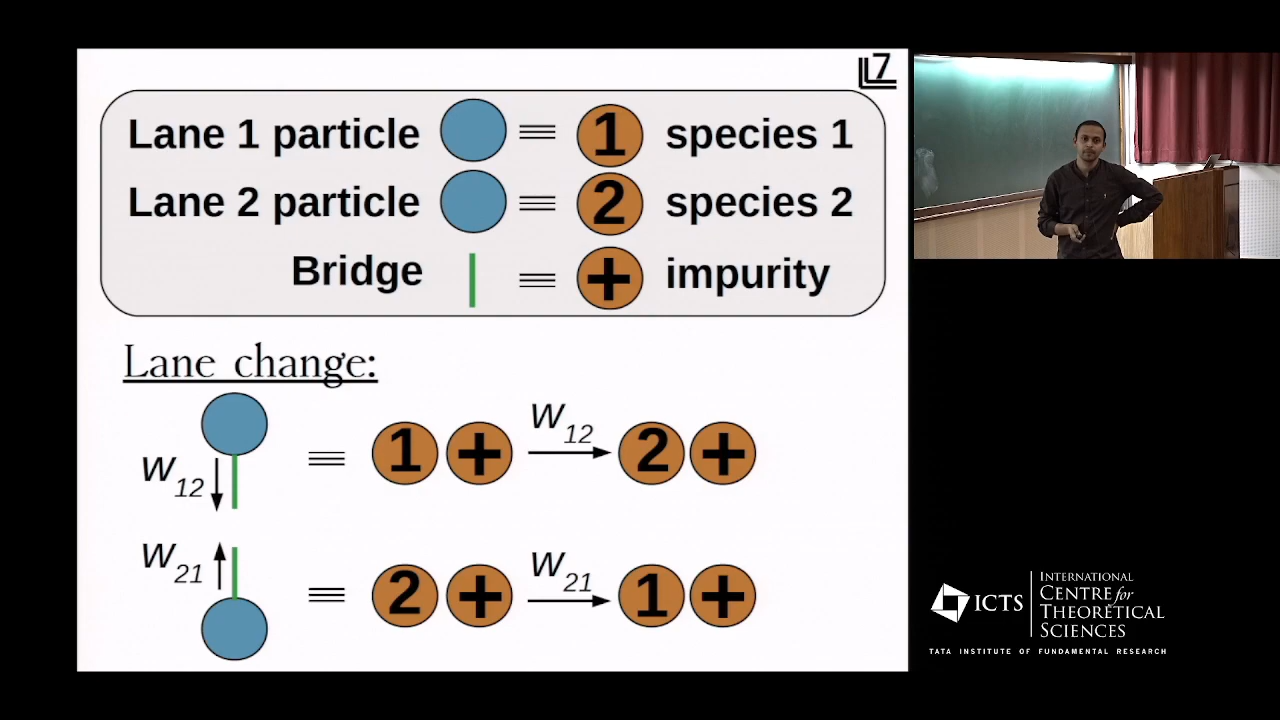 7
Lane 1 particle ≡ 1 species 1
Lane 2 particle ≡ 2 species 2
Bridge | ≡ + impurity
Lane change:
W12 ≡ 1 + W12 2 +
W21 ≡ 2 + W21 1 +
ICTS
INTERNATIONAL
CENTRE for
THEORETICAL
SCIENCES
TATA INSTITUTE OF FUNDAMENTAL RESEARCH